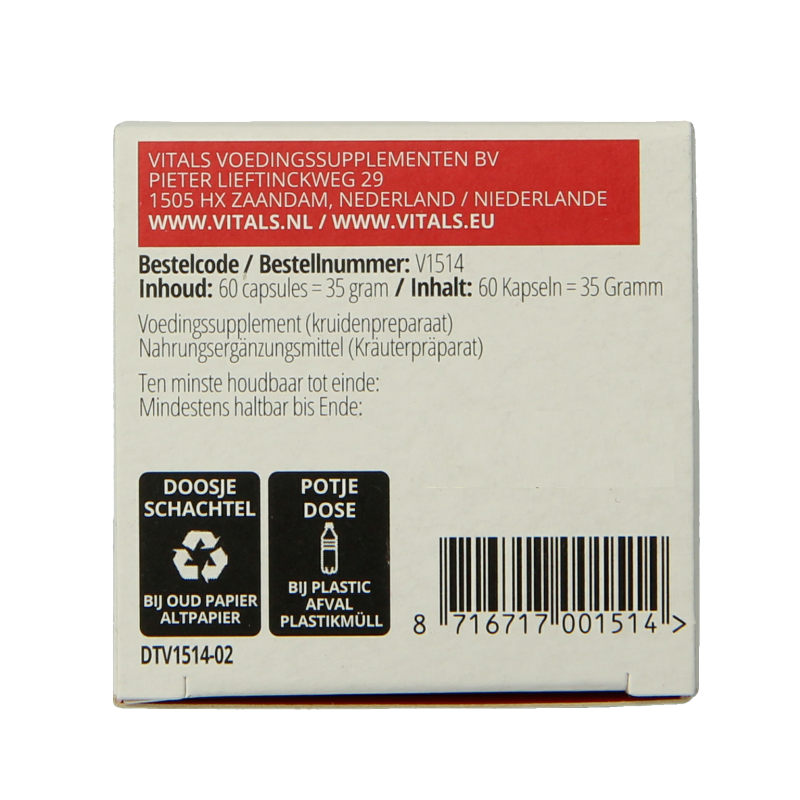 VITALS VOEDINGSSUPPLEMENTEN BV
PIETER LIEFTINCKWEG 29
1505 HX ZAANDAM, NEDERLAND / NIEDERLANDE
WWW.VITALS.NL / WWW.VITALS.EU
Bestelcode / Bestellnummer: V1514
Inhoud: 60 capsules = 35 gram / Inhalt: 60 Kapseln = 35 Gramm
Voedingssupplement (kruidenpreparaat)
Nahrungsergänzungsmittel (Kräuterpräparat)
Ten minste houdbaar tot einde:
Mindestens haltbar bis Ende:
DOOSJE
SCHACHTEL
BIJ OUD PAPIER
ALTPAPIER
POTJE
DOSE
BIJ PLASTIC
AFVAL
PLASTIKMÜLL
8 716717 001514 >
DTV1514-02